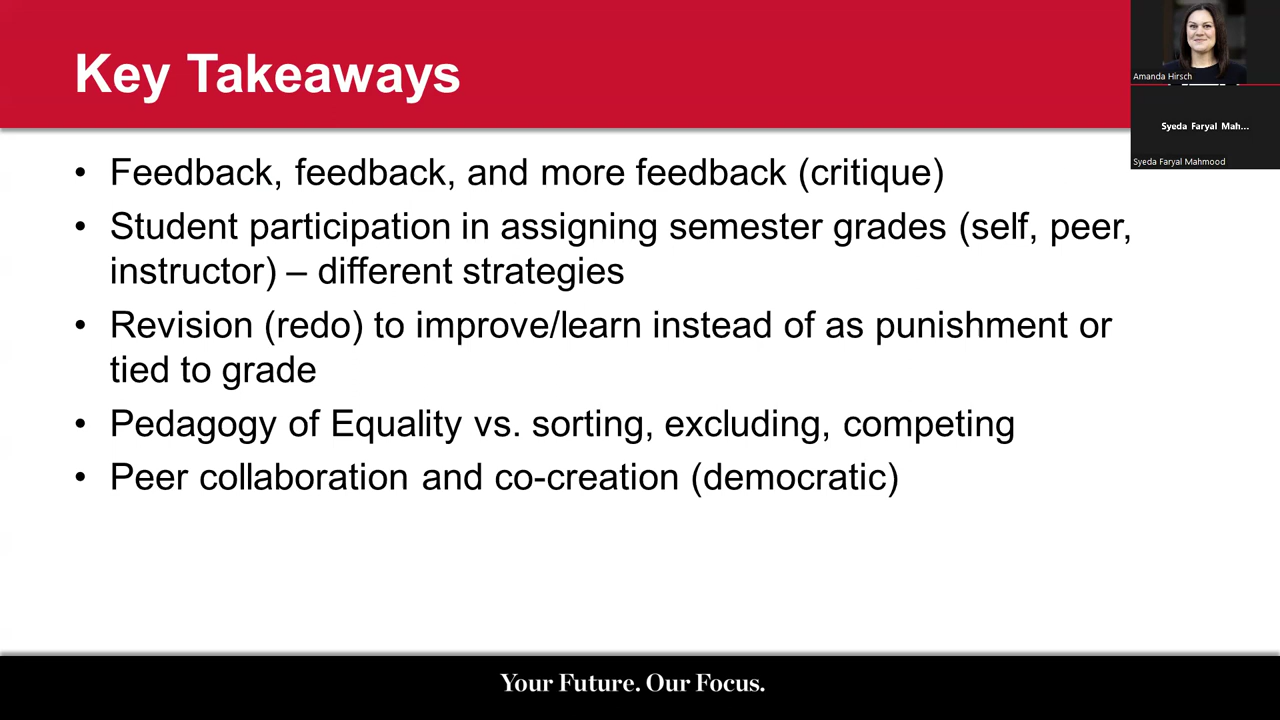 Key Takeaways
Amanda Hirsch
Syeda Faryal Mah...
Syeda Faryal Mahmood
• Feedback, feedback, and more feedback (critique)
• Student participation in assigning semester grades (self, peer,
instructor) – different strategies
• Revision (redo) to improve/learn instead of as punishment or
tied to grade
• Pedagogy of Equality vs. sorting, excluding, competing
• Peer collaboration and co-creation (democratic)
Your Future. Our Focus.